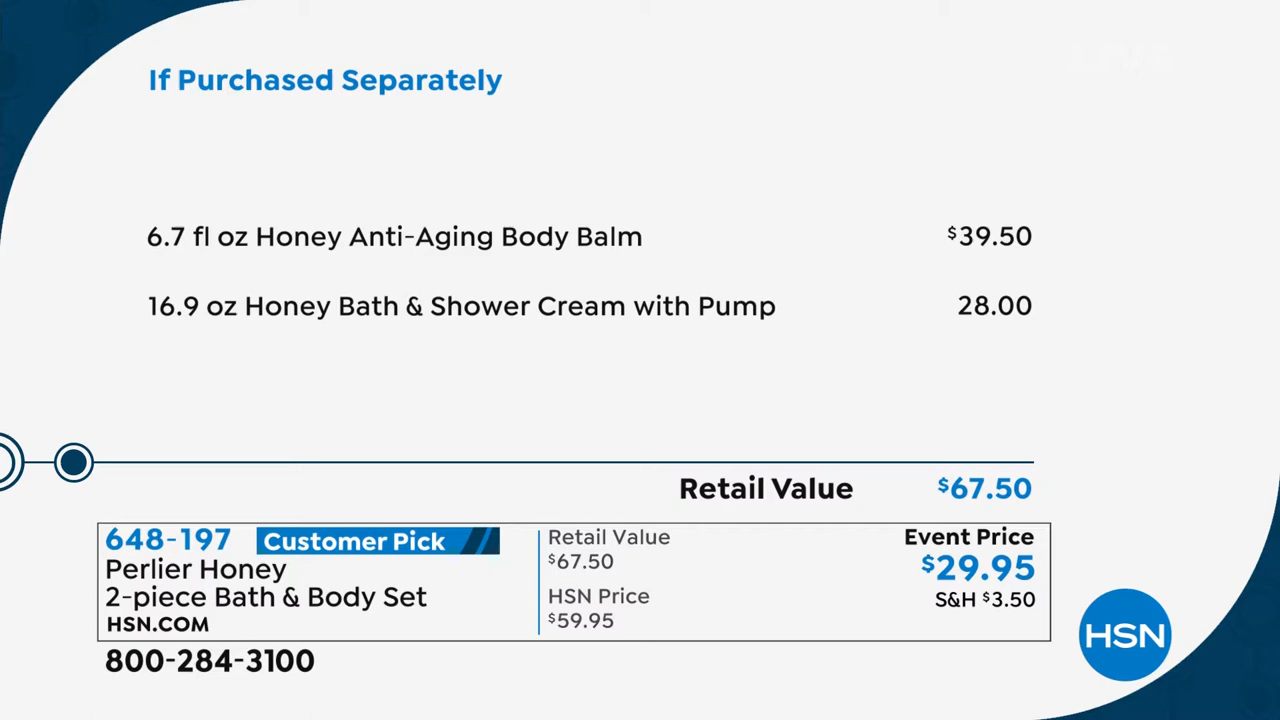 If Purchased Separately
6.7 fl oz Honey Anti-Aging Body Balm $39.50
16.9 oz Honey Bath & Shower Cream with Pump 28.00
Retail Value $67.50
648-197 Customer Pick
Perlier Honey
2-piece Bath & Body Set
HSN.COM
Retail Value
$67.50
HSN Price
$59.95
Event Price
$29.95
S&H $3.50
800-284-3100
HSN